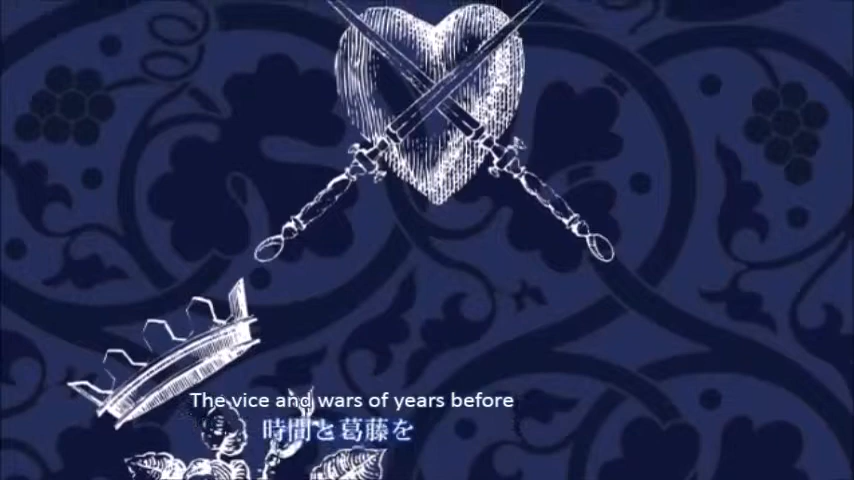 The vice and wars of years before
時間と葛藤を